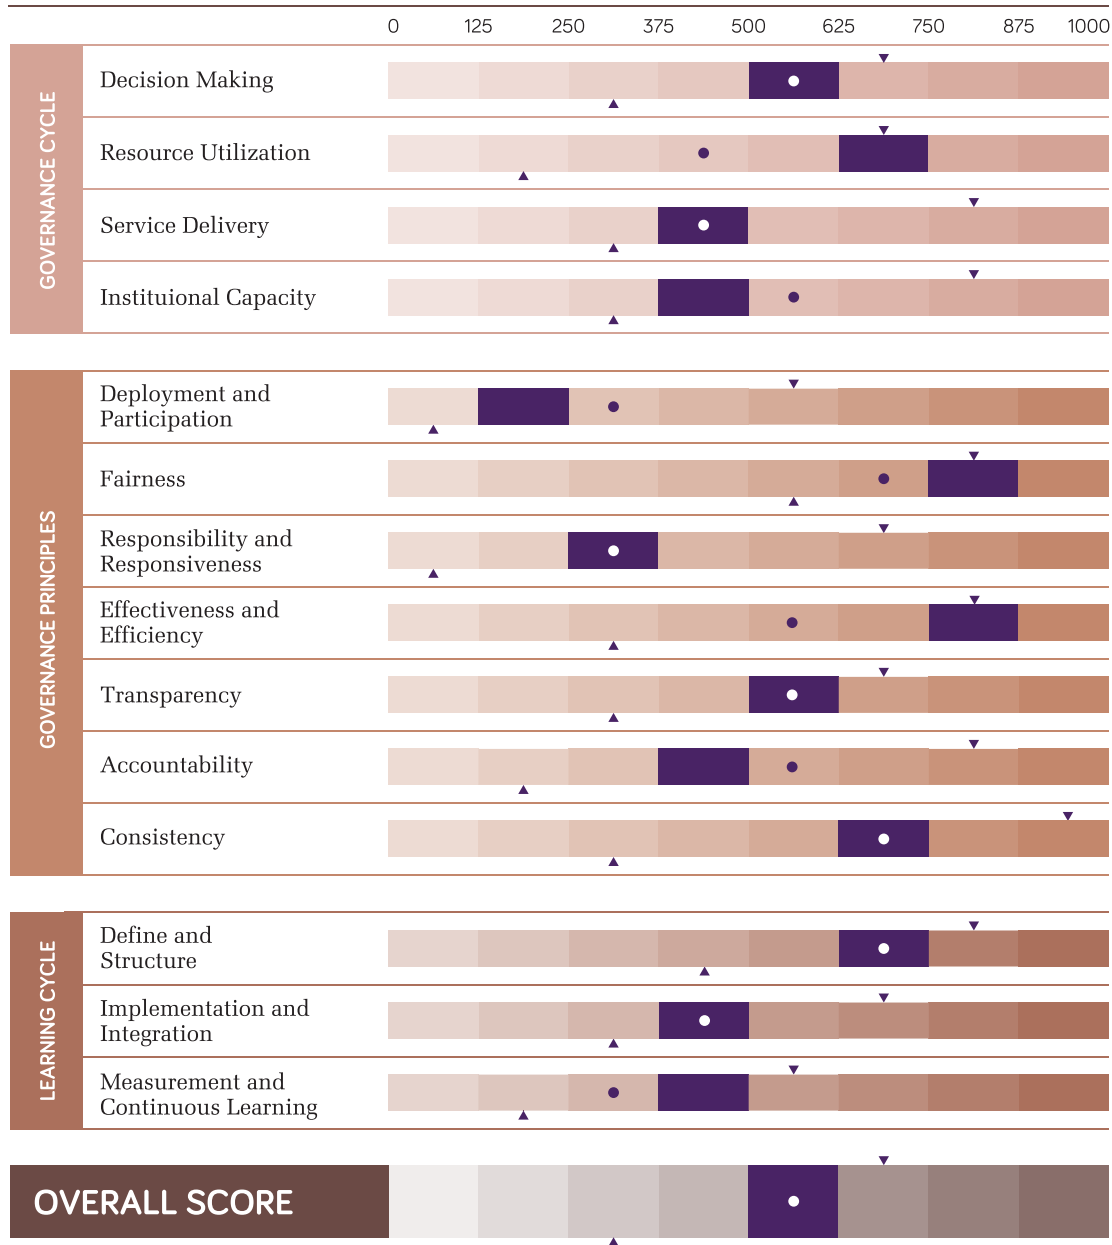 0 125 250 375 500 625 750 875 1000
GOVERNANCE CYCLE
Decision Making
Resource Utilization
Service Delivery
Instituional Capacity
GOVERNANCE PRINCIPLES
Deployment and
Participation
Fairness
Responsibility and
Responsiveness
Effectiveness and
Efficiency
Transparency
Accountability
Consistency
LEARNING CYCLE
Define and
Structure
Implementation and
Integration
Measurement and
Continuous Learning
OVERALL SCORE